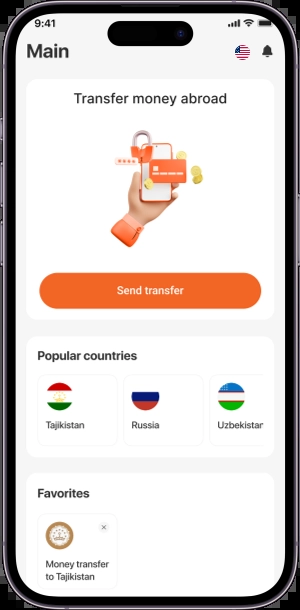 9:41
Main
Transfer money abroad
Send transfer
Popular countries
Tajikistan
Russia
Uzbekistan
Favorites
Money transfer
to Tajikistan